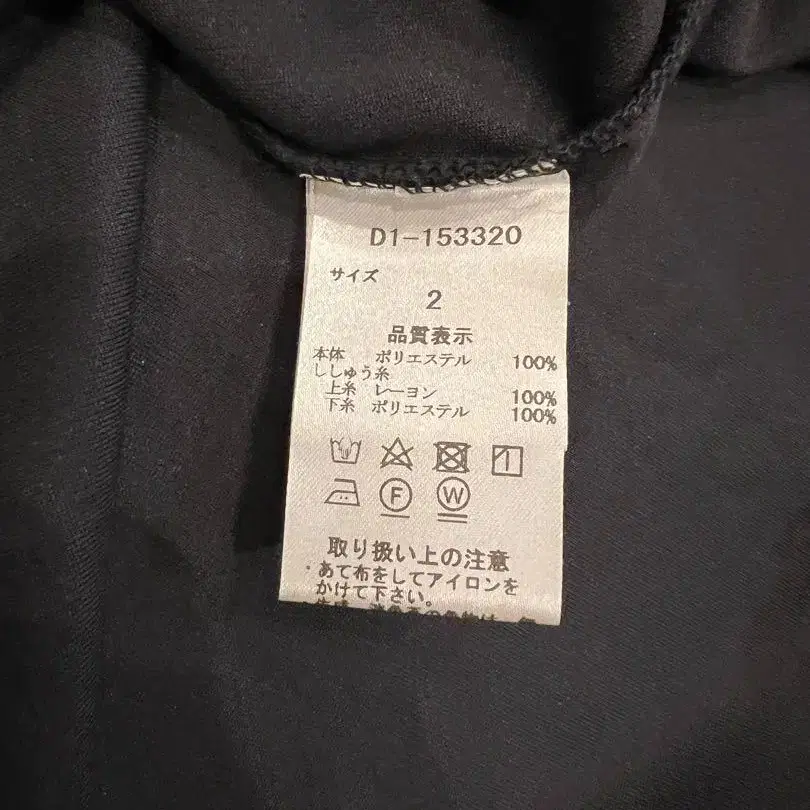 D1-153320
サイズ
2
品質表示
本体 ポリエステル 100%
ししゅう糸
上糸 レーヨン 100%
下糸 ポリエステル 100%
F W
取り扱い上の注意
・あて布をしてアイロンを
かけて下さい。